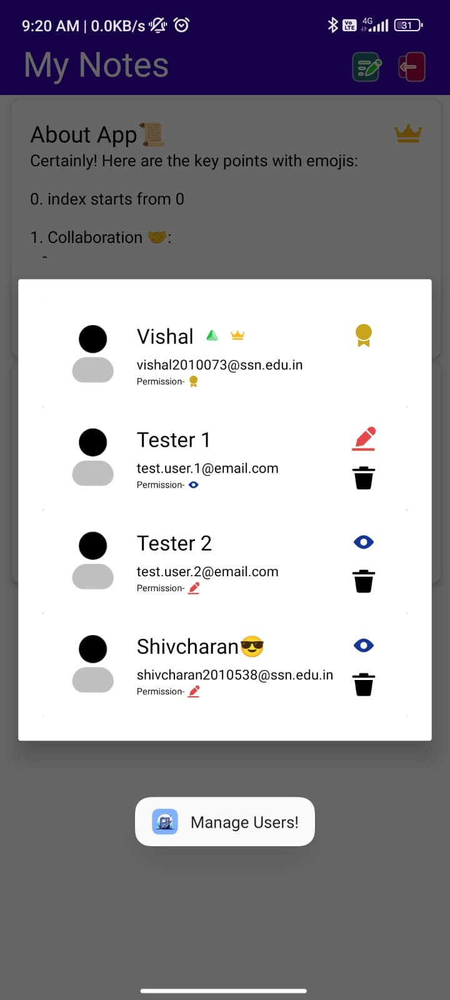 9:20 AM | 0.0KB/s
Vo LTE 4G 31
My Notes
About App📜
Certainly! Here are the key points with emojis:
0. index starts from 0
1. Collaboration 🤝:
-
Vishal
vishal2010073@ssn.edu.in
Permission-
Tester 1
test.user.1@email.com
Permission-
Tester 2
test.user.2@email.com
Permission-
Shivcharan😎
shivcharan2010538@ssn.edu.in
Permission-
Manage Users!